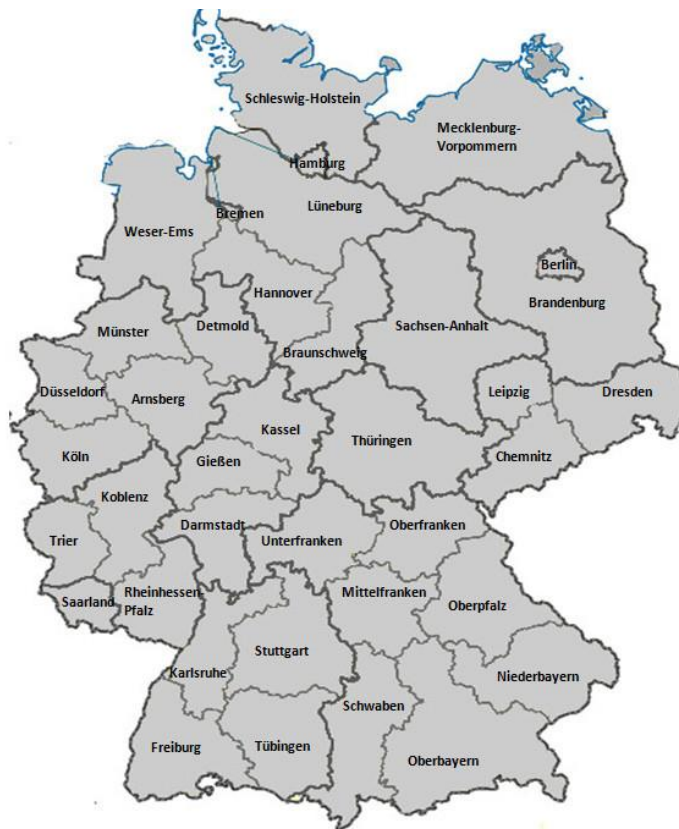 Schleswig-Holstein
Mecklenburg-
Vorpommern
Hamburg
Bremen
Lüneburg
Weser-Ems
Berlin
Hannover
Brandenburg
Münster
Detmold
Sachsen-Anhalt
Braunschweig
Düsseldorf
Arnsberg
Leipzig
Dresden
Kassel
Thüringen
Köln
Gießen
Chemnitz
Koblenz
Darmstadt
Oberfranken
Trier
Unterfranken
Saarland
Rheinhessen-
Pfalz
Mittelfranken
Oberpfalz
Stuttgart
Karlsruhe
Niederbayern
Schwaben
Freiburg
Tübingen
Oberbayern